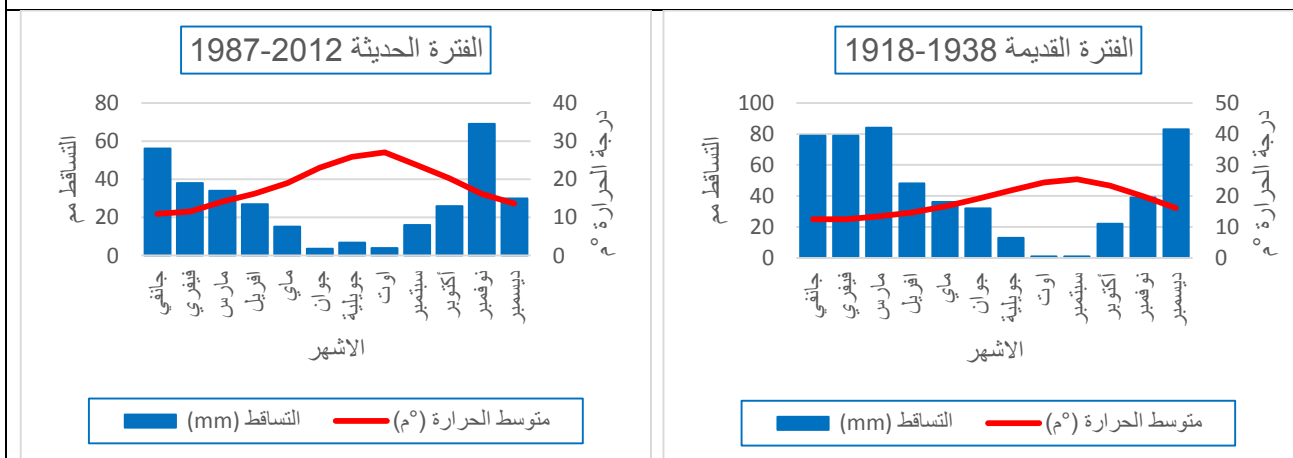 الفترة القديمة 1938-1918
100
80
60
40
20
0
50
40
30
20
10
0
التساقط مم
درجة الحرارة °م
جانفي
فيفري
مارس
افريل
ماي
جوان
جويلية
اوت
سبتمبر
أكتوبر
نوفمبر
ديسمبر
الاشهر
التساقط (mm)
متوسط الحرارة (°م)
الفترة الحديثة 2012-1987
80
60
40
20
0
40
30
20
10
0
التساقط مم
درجة الحرارة °م
جانفي
فيفري
مارس
افريل
ماي
جوان
جويلية
اوت
سبتمبر
أكتوبر
نوفمبر
ديسمبر
الاشهر
التساقط (mm)
متوسط الحرارة (°م)